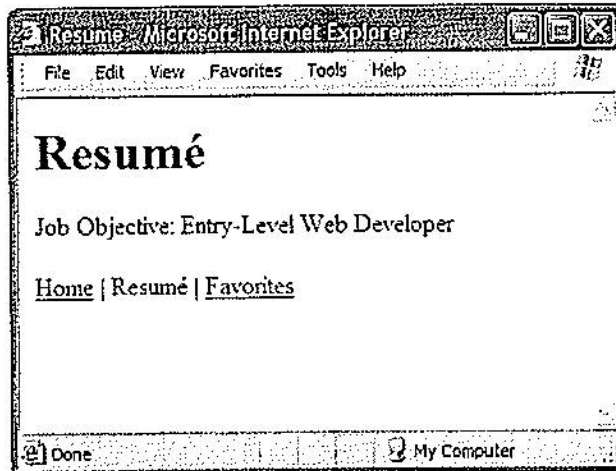 Resume - Microsoft Internet Explorer
File Edit View Favorites Tools Help
Resumé
Job Objective: Entry-Level Web Developer
Home | Resumé | Favorites
Done My Computer